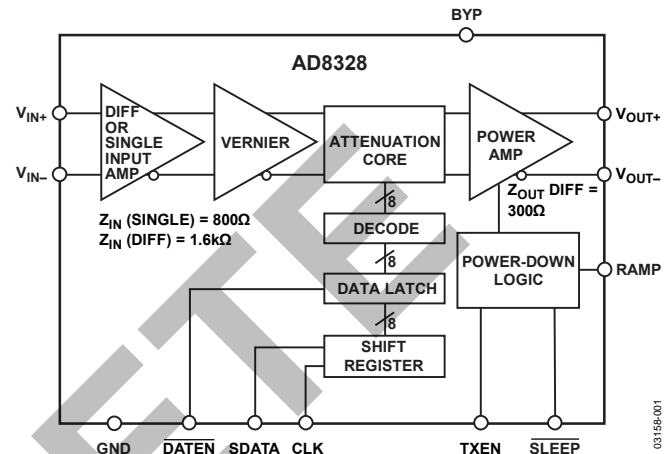 BYP
AD8328
VIN+
VIN–
DIFF
OR
SINGLE
INPUT
AMP
VERNIER
ATTENUATION
CORE
POWER
AMP
VOUT+
VOUT–
ZIN (SINGLE) = 800Ω
ZIN (DIFF) = 1.6kΩ
ZOUT DIFF =
300Ω
8
DECODE
8
DATA LATCH
8
SHIFT
REGISTER
POWER-DOWN
LOGIC
RAMP
GND
DATEN
SDATA
CLK
TXEN
SLEEP
03158-001
ETE